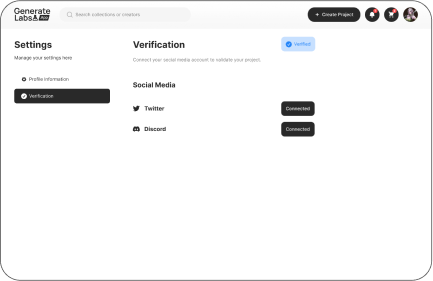 Generate
Labs
Search collections or creators
+ Create Project
Settings
Manage your settings here
Profile Information
Verification
Verification
Verified
Connect your social media account to validate your project.
Social Media
Twitter
Connected
Discord
Connected